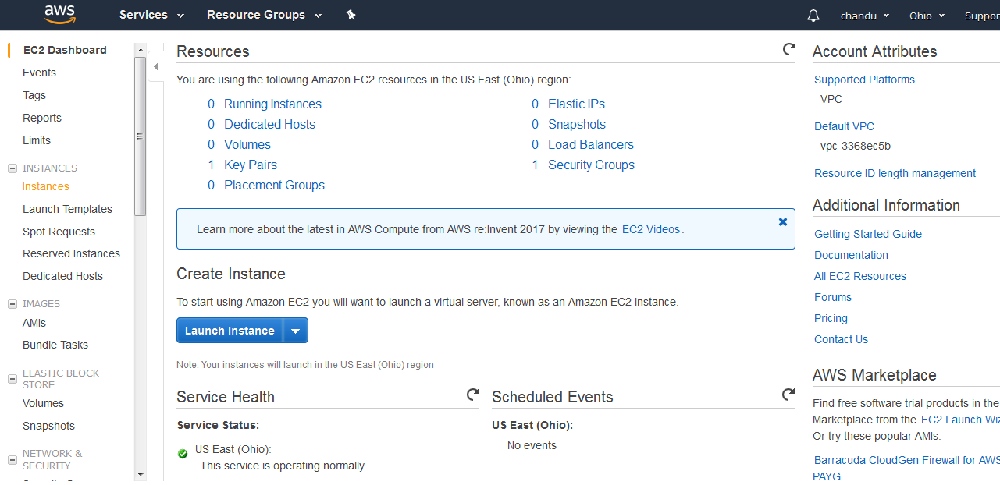 aws
Services
Resource Groups
chandu
Ohio
Suppor
EC2 Dashboard
Events
Tags
Reports
Limits
INSTANCES
Instances
Launch Templates
Spot Requests
Reserved Instances
Dedicated Hosts
IMAGES
AMIs
Bundle Tasks
ELASTIC BLOCK
STORE
Volumes
Snapshots
NETWORK &
SECURITY
Resources
You are using the following Amazon EC2 resources in the US East (Ohio) region:
0 Running Instances
0 Elastic IPs
0 Dedicated Hosts
0 Snapshots
0 Volumes
0 Load Balancers
1 Key Pairs
1 Security Groups
0 Placement Groups
Learn more about the latest in AWS Compute from AWS re:Invent 2017 by viewing the EC2 Videos.
Create Instance
To start using Amazon EC2 you will want to launch a virtual server, known as an Amazon EC2 instance.
Launch Instance
Note: Your instances will launch in the US East (Ohio) region
Service Health
Service Status:
US East (Ohio):
This service is operating normally
Scheduled Events
US East (Ohio):
No events
Account Attributes
Supported Platforms
VPC
Default VPC
vpc-3368ec5b
Resource ID length management
Additional Information
Getting Started Guide
Documentation
All EC2 Resources
Forums
Pricing
Contact Us
AWS Marketplace
Find free software trial products in the
Marketplace from the EC2 Launch Wiz
Or try these popular AMIs:
Barracuda CloudGen Firewall for AWS
PAYG